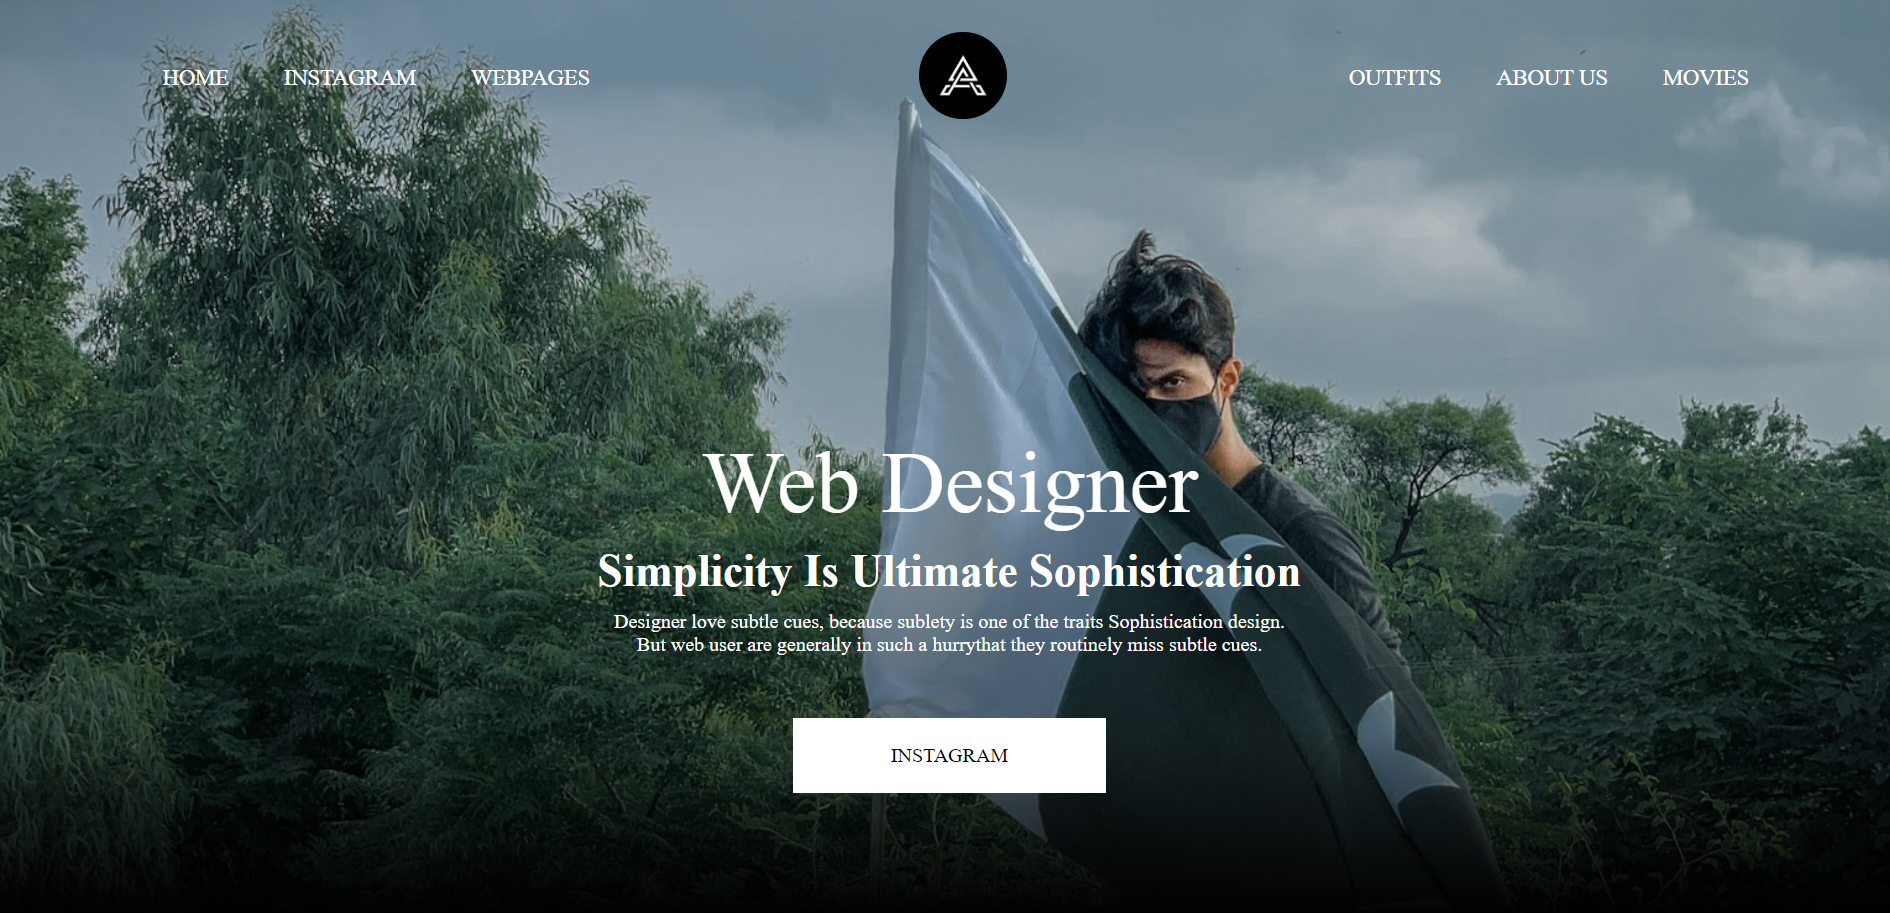 HOME INSTAGRAM WEBPAGES OUTFITS ABOUT US MOVIES
Web Designer
Simplicity Is Ultimate Sophistication
Designer love subtle cues, because sublety is one of the traits Sophistication design.
But web user are generally in such a hurrythat they routinely miss subtle cues.
INSTAGRAM